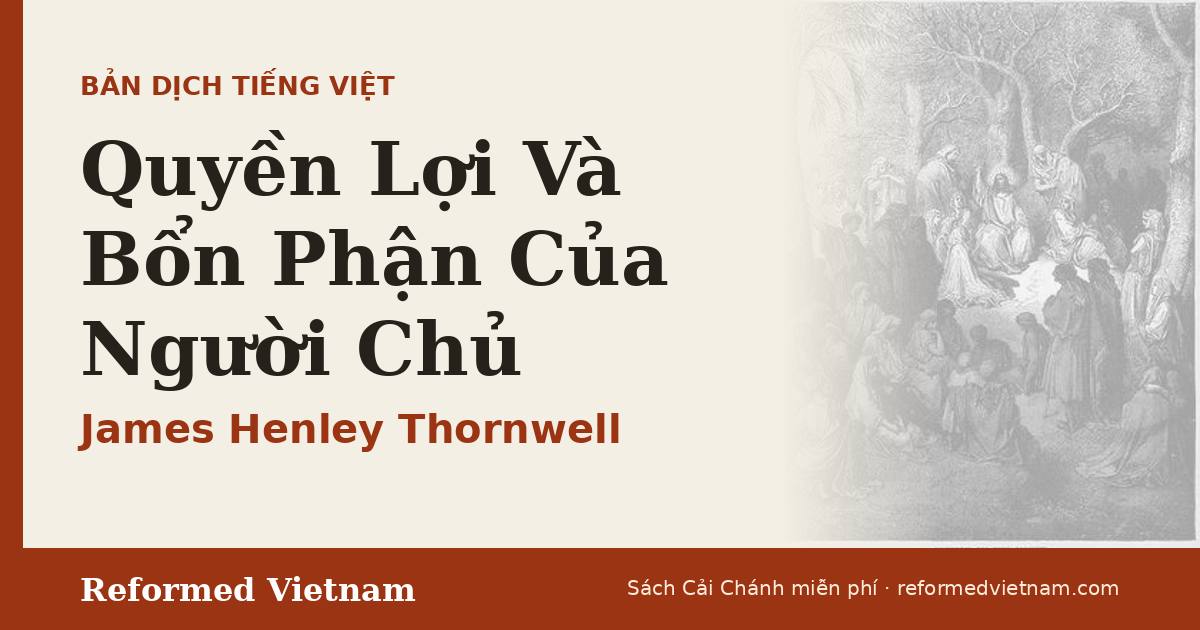 BẢN DỊCH TIẾNG VIỆT
Quyền Lợi Và
Bổn Phận Của
Người Chủ
James Henley Thornwell
Reformed Vietnam
Sách Cải Chánh miễn phí · reformedvietnam.com